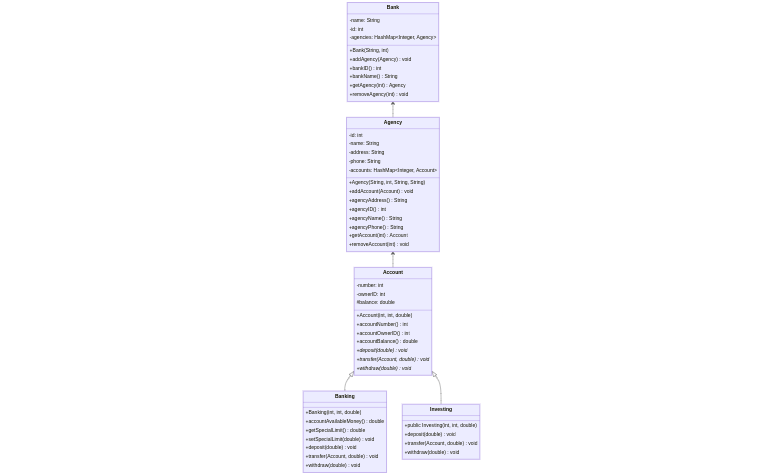 Bank
-name: String
-id: int
-agencies: HashMap<Integer, Agency>
+Bank(String, int)
+addAgency(Agency) : void
+bankID() : int
+bankName() : String
+getAgency(int) : Agency
+removeAgency(int) : void
Agency
-id: int
-name: String
-address: String
-phone: String
-accounts: HashMap<Integer, Account>
+Agency(String, int, String, String)
+addAccount(Account) : void
+agencyAddress() : String
+agencyID() : int
+agencyName() : String
+agencyPhone() : String
+getAccount(int) : Account
+removeAccount(int) : void
Account
-number: int
-ownerID: int
#balance: double
+Account(int, int, double)
+accountNumber() : int
+accountOwnerID() : int
+accountBalance() : double
+deposit(double) : void
+transfer(Account, double) : void
+withdraw(double) : void
Banking
+Banking(int, int, double)
+accountAvailableMoney() : double
+getSpecialLimit() : double
+setSpecialLimit(double) : void
+deposit(double) : void
+transfer(Account, double) : void
+withdraw(double) : void
Investing
+public Investing(int, int, double)
+deposit(double) : void
+transfer(Account, double) : void
+withdraw(double) : void